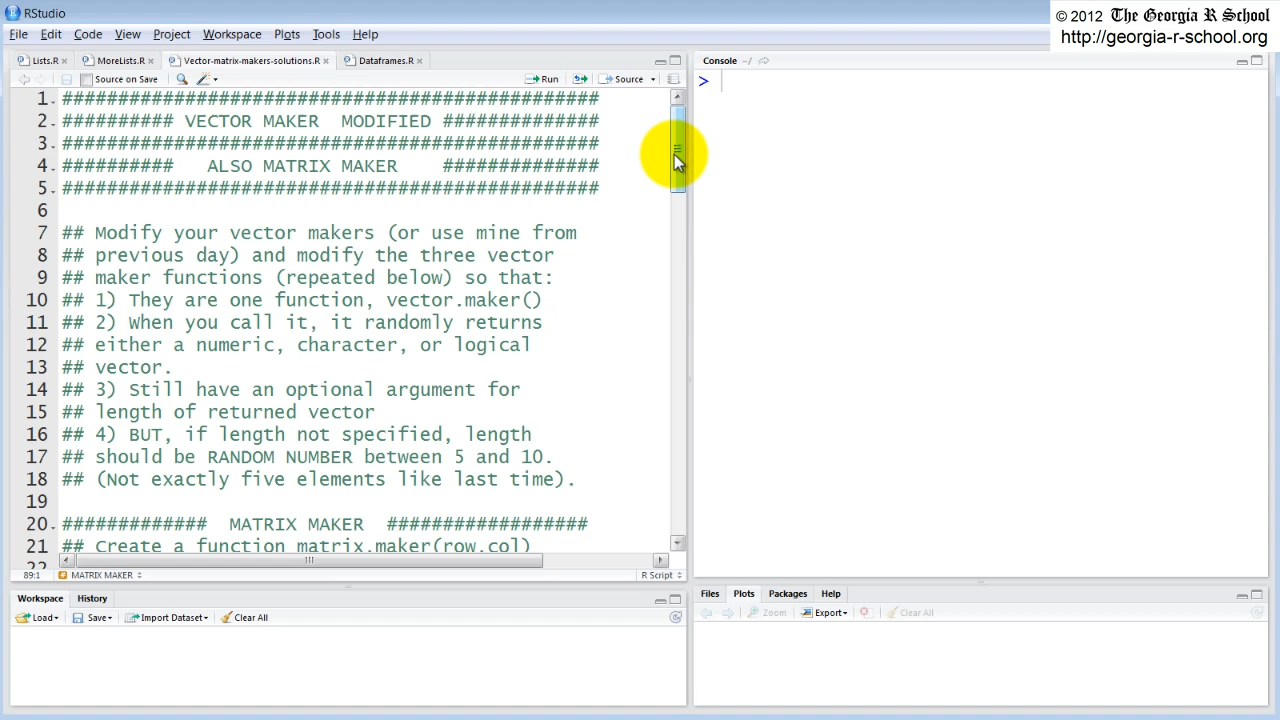 RStudio
© 2012 The Georgia R School
http://georgia-r-school.org
File Edit Code View Project Workspace Plots Tools Help
Lists.R × MoreLists.R × Vector-matrix-makers-solutions.R × Dataframes.R ×
Source on Save Run Source
1 ################################################
2 ########## VECTOR MAKER  MODIFIED ##############
3 ################################################
4 ##########   ALSO MATRIX MAKER    ##############
5 ################################################
6
7 ## Modify your vector makers (or use mine from
8 ## previous day) and modify the three vector
9 ## maker functions (repeated below) so that:
10 ## 1) They are one function, vector.maker()
11 ## 2) When you call it, it randomly returns
12 ## either a numeric, character, or logical
13 ## vector.
14 ## 3) Still have an optional argument for
15 ## length of returned vector
16 ## 4) BUT, if length not specified, length
17 ## should be RANDOM NUMBER between 5 and 10.
18 ## (Not exactly five elements like last time).
19
20 #############  MATRIX MAKER  ##################
21 ## Create a function matrix.maker(row,col)
22
89:1 MATRIX MAKER R Script
Console ~/
>
Workspace History
Load Save Import Dataset Clear All
Files Plots Packages Help
Zoom Export Clear All